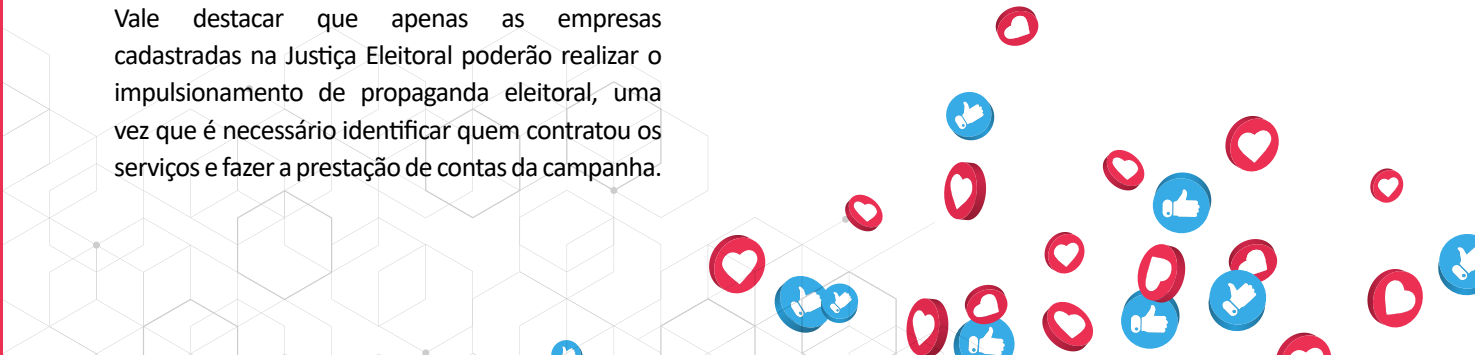 Vale destacar que apenas as empresas
cadastradas na Justiça Eleitoral poderão realizar o
impulsionamento de propaganda eleitoral, uma
vez que é necessário identificar quem contratou os
serviços e fazer a prestação de contas da campanha.